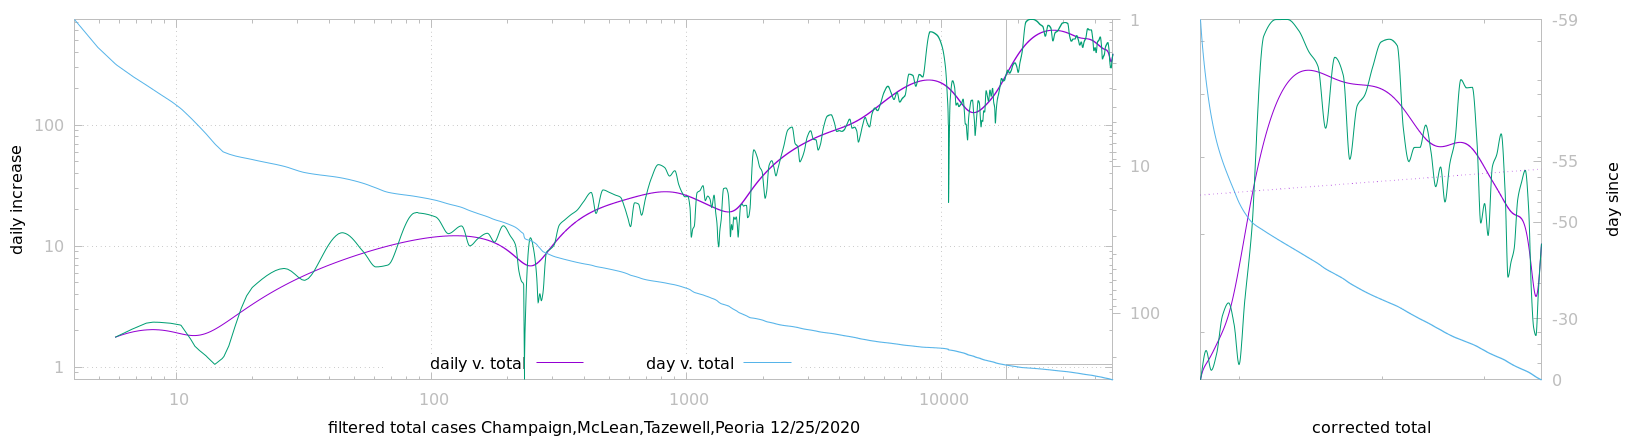 daily increase
100
10
1
10
100
1000
10000
1
10
100
daily v. total
day v. total
filtered total cases Champaign,McLean,Tazewell,Peoria 12/25/2020
-59
-55
-50
-30
0
day since
corrected total